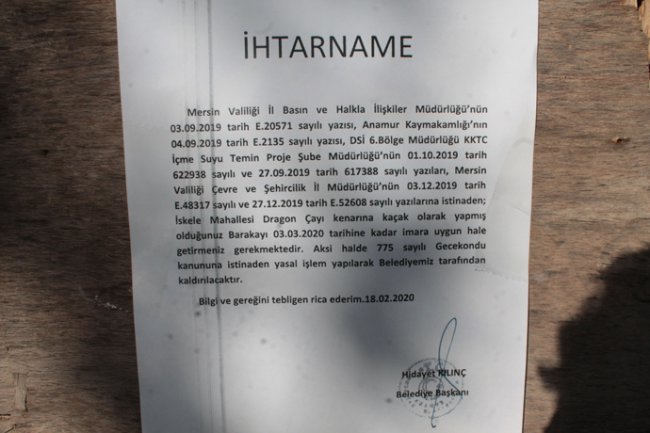 İHTARNAME
Mersin Valiliği İl Basın ve Halkla İlişkiler Müdürlüğü'nün
03.09.2019 tarih E.20571 sayılı yazısı, Anamur Kaymakamlığı'nın
04.09.2019 tarih E.2135 sayılı yazısı, DSİ 6.Bölge Müdürlüğü KKTC
İçme Suyu Temin Proje Şube Müdürlüğü'nün 01.10.2019 tarih
622938 sayılı ve 27.09.2019 tarih 617388 sayılı yazıları, Mersin
Valiliği Çevre ve Şehircilik İl Müdürlüğü'nün 03.12.2019 tarih
E.48317 sayılı ve 27.12.2019 tarih E.52608 sayılı yazılarına istinaden;
İskele Mahallesi Dragon Çayı kenarına kaçak olarak yapmış
olduğunuz Barakayı 03.03.2020 tarihine kadar imara uygun hale
getirmeniz gerekmektedir. Aksi halde 775 sayılı Gecekondu
kanununa istinaden yasal işlem yapılarak Belediyemiz tarafından
kaldırılacaktır.
Bilgi ve gereğini tebligen rica ederim.18.02.2020
Hidayet KILINÇ
Belediye Başkanı